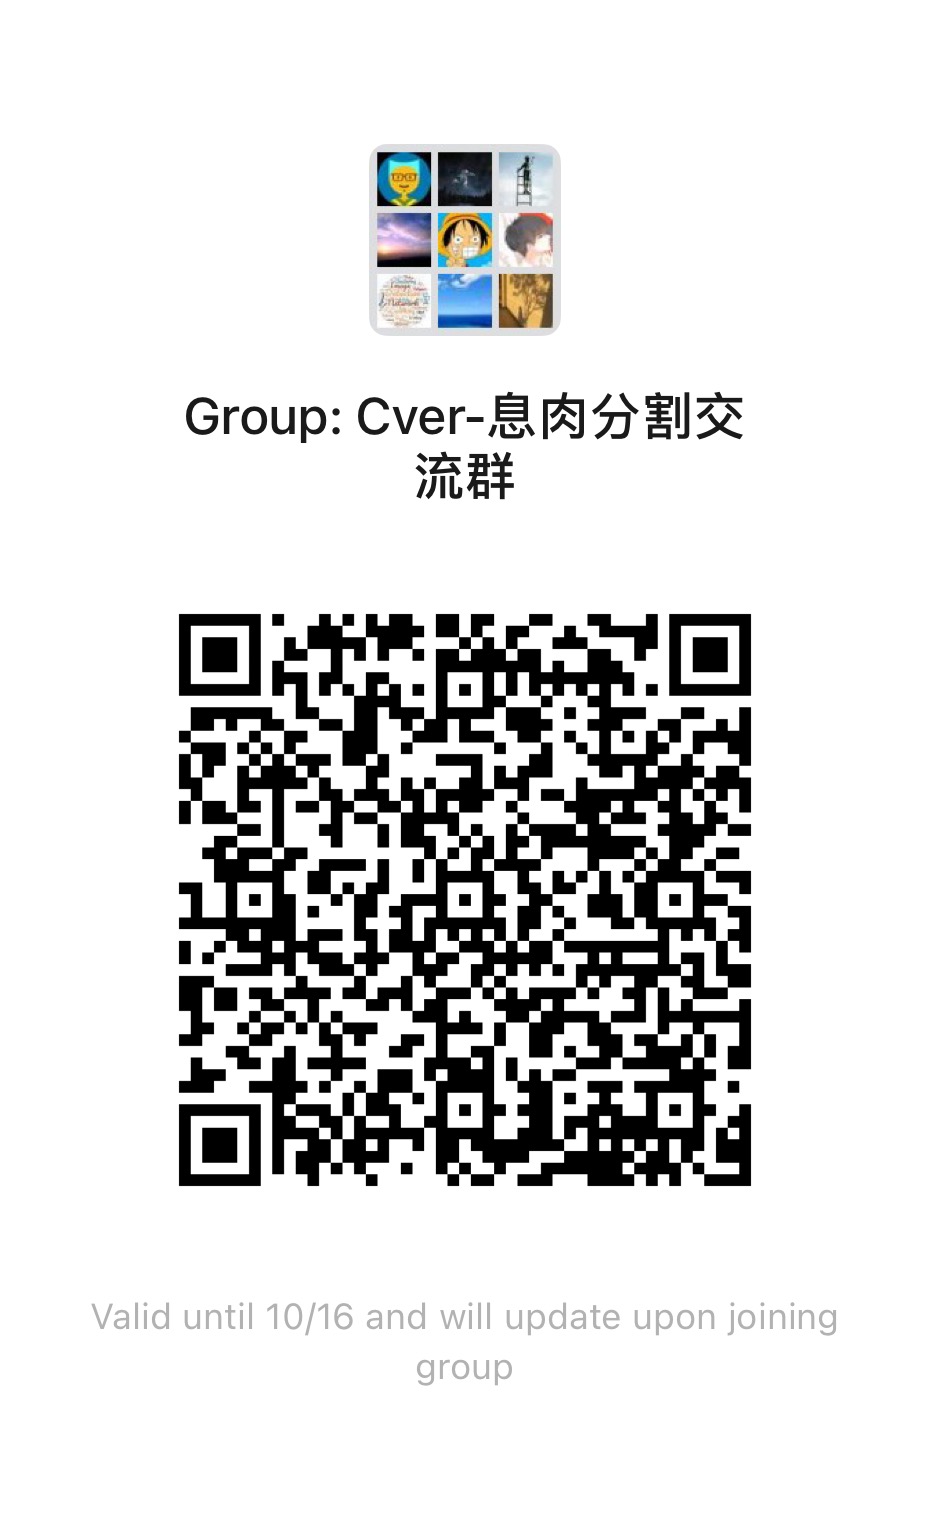 Group: Cver-息肉分割交
流群
Valid until 10/16 and will update upon joining
group